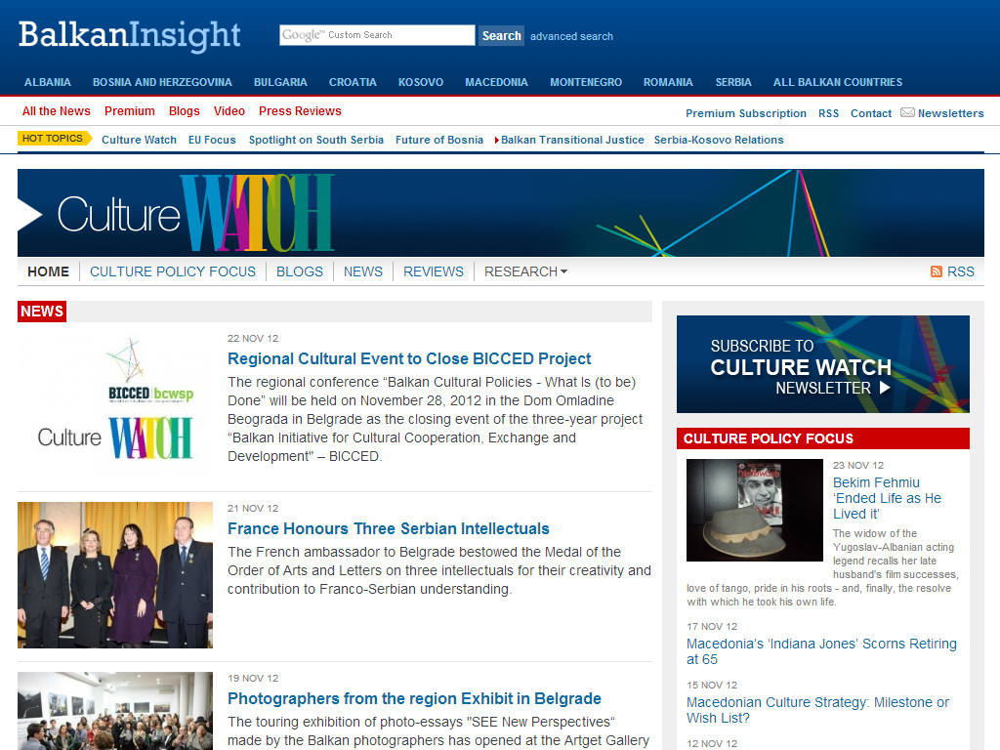 BalkanInsight
Google™ Custom Search
Search
advanced search
ALBANIA BOSNIA AND HERZEGOVINA BULGARIA CROATIA KOSOVO MACEDONIA MONTENEGRO ROMANIA SERBIA ALL BALKAN COUNTRIES
All the News Premium Blogs Video Press Reviews
Premium Subscription RSS Contact Newsletters
HOT TOPICS Culture Watch EU Focus Spotlight on South Serbia Future of Bosnia Balkan Transitional Justice Serbia-Kosovo Relations
Culture WATCH
HOME CULTURE POLICY FOCUS BLOGS NEWS REVIEWS RESEARCH RSS
NEWS
BICCED bcwsp
Culture WATCH
22 NOV 12
Regional Cultural Event to Close BICCED Project
The regional conference “Balkan Cultural Policies - What Is (to be)
Done” will be held on November 28, 2012 in the Dom Omladine
Beograda in Belgrade as the closing event of the three-year project
“Balkan Initiative for Cultural Cooperation, Exchange and
Development" – BICCED.
21 NOV 12
France Honours Three Serbian Intellectuals
The French ambassador to Belgrade bestowed the Medal of the
Order of Arts and Letters on three intellectuals for their creativity and
contribution to Franco-Serbian understanding.
19 NOV 12
Photographers from the region Exhibit in Belgrade
The touring exhibition of photo-essays "SEE New Perspectives“
made by the Balkan photographers has opened at the Artget Gallery
SUBSCRIBE TO
CULTURE WATCH
NEWSLETTER
CULTURE POLICY FOCUS
23 NOV 12
Bekim Fehmiu
‘Ended Life as He
Lived it’
The widow of the
Yugoslav-Albanian acting
legend recalls her late
husband's film successes,
love of tango, pride in his roots - and, finally, the resolve
with which he took his own life.
17 NOV 12
Macedonia’s ‘Indiana Jones’ Scorns Retiring
at 65
15 NOV 12
Macedonian Culture Strategy: Milestone or
Wish List?
12 NOV 12